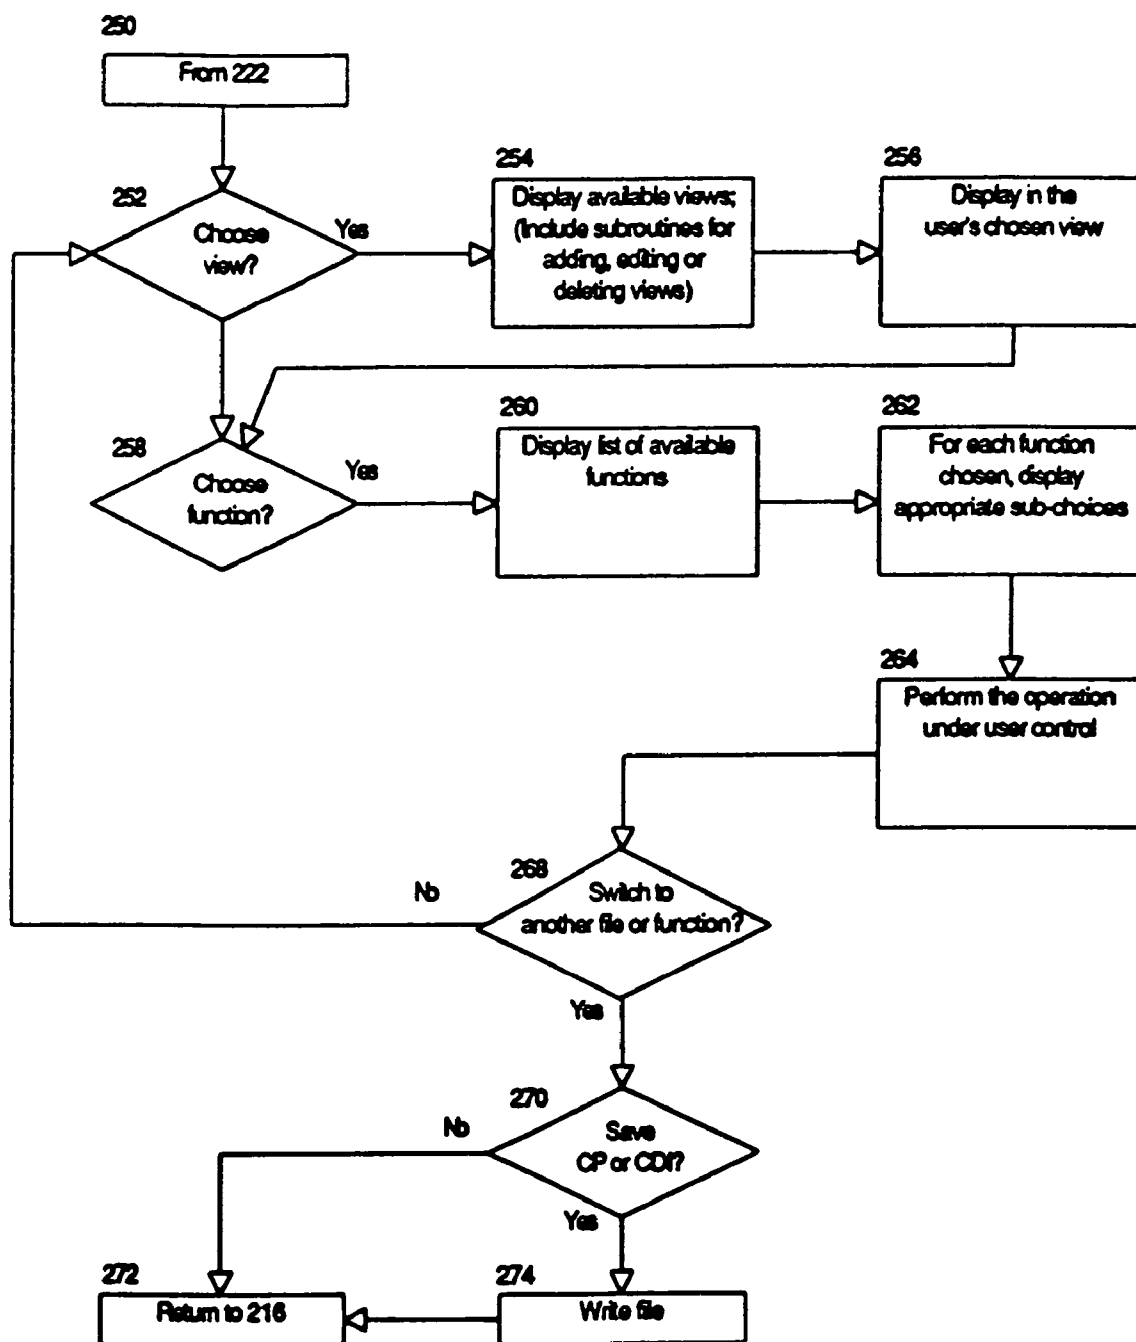 250
From 222
252
Choose
view?
Yes
254
Display available views;
(Include subroutines for
adding, editing or
deleting views)
256
Display in the
user's chosen view
258
Choose
function?
Yes
260
Display list of available
functions
262
For each function
chosen, display
appropriate sub-choices
264
Perform the operation
under user control
268
Switch to
another file or function?
No
Yes
270
Save
CP or CDI?
No
Yes
272
Return to 216
274
Write file